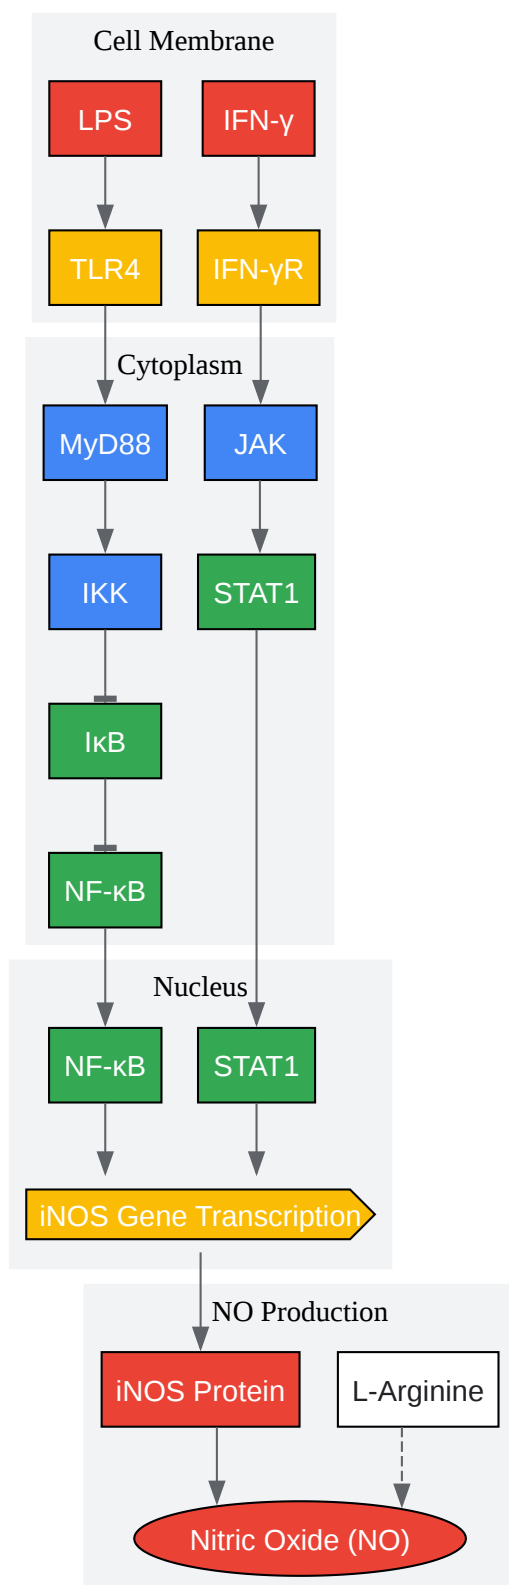 Cell Membrane
LPS
IFN-γ
TLR4
IFN-γR
Cytoplasm
MyD88
JAK
IKK
STAT1
IκB
NF-κB
Nucleus
NF-κB
STAT1
iNOS Gene Transcription
NO Production
iNOS Protein
L-Arginine
Nitric Oxide (NO)